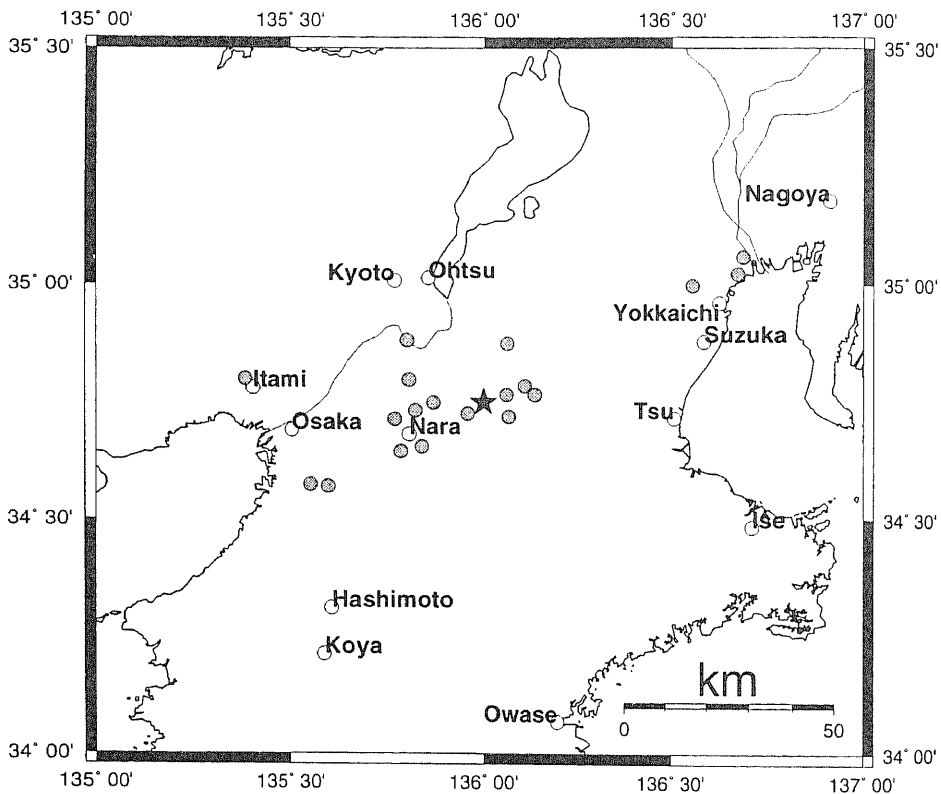 135° 00' 135° 30' 136° 00' 136° 30' 137° 00'
35° 30' 35° 30'
Nagoya
Kyoto Ohtsu
35° 00' 35° 00'
Yokkaichi
Suzuka
Itami
Tsu
Osaka Nara
34° 30' 34° 30'
Ise
Hashimoto
Koya
km
Owase
0 50
34° 00' 34° 00'
135° 00' 135° 30' 136° 00' 136° 30' 137° 00'